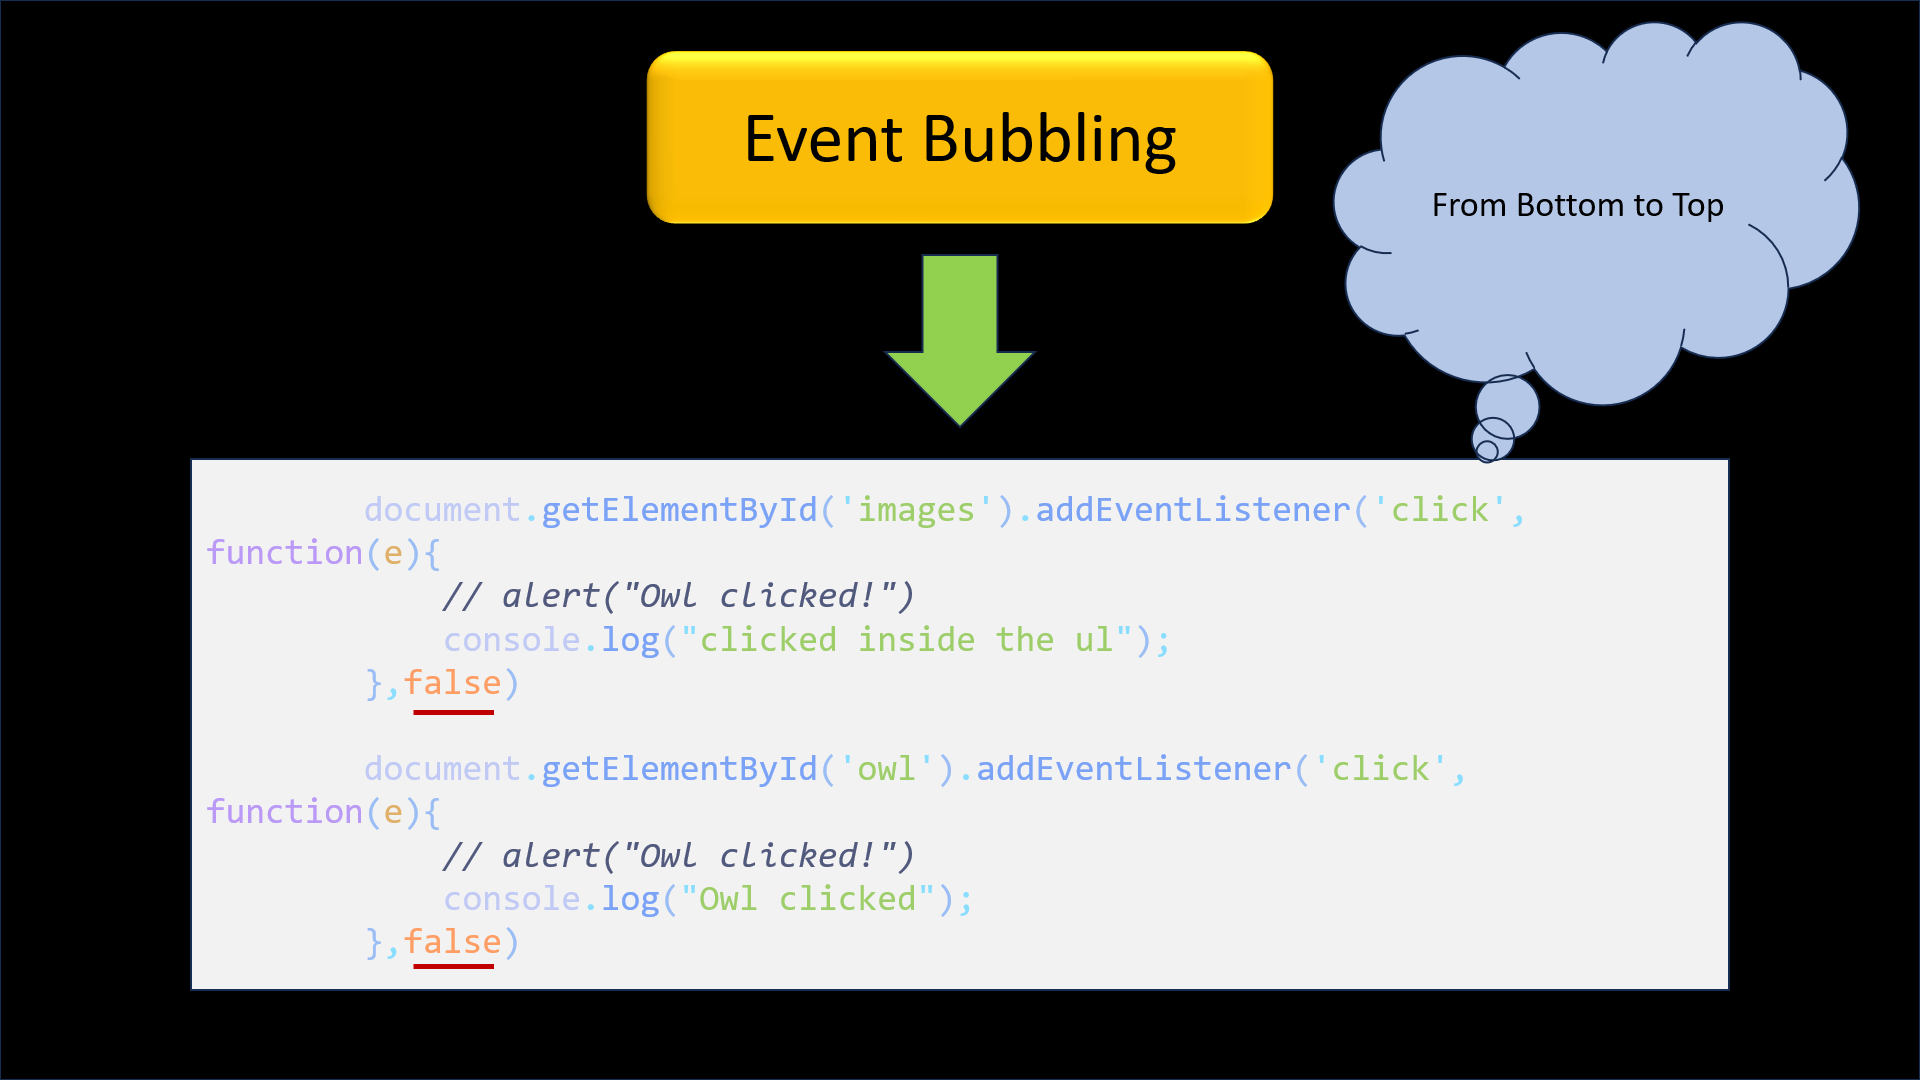 Event Bubbling
From Bottom to Top
document.getElementById('images').addEventListener('click',
function(e){
// alert("Owl clicked!")
console.log("clicked inside the ul");
},false)
document.getElementById('owl').addEventListener('click',
function(e){
// alert("Owl clicked!")
console.log("Owl clicked");
},false)